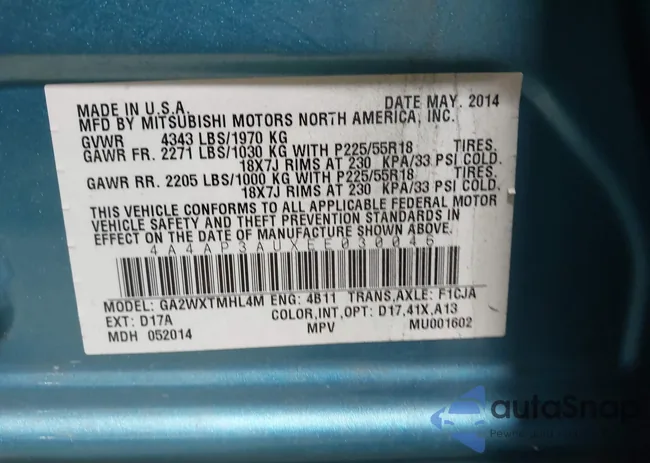 MADE IN U.S.A. DATE MAY. 2014
MFD BY MITSUBISHI MOTORS NORTH AMERICA, INC.
GVWR 4343 LBS/1970 KG
GAWR FR. 2271 LBS/1030 KG WITH P225/55R18 TIRES.
18X7J RIMS AT 230 KPA/33 PSI COLD.
GAWR RR. 2205 LBS/1000 KG WITH P225/55R18 TIRES.
18X7J RIMS AT 230 KPA/33 PSI COLD.
THIS VEHICLE CONFORMS TO ALL APPLICABLE FEDERAL MOTOR
VEHICLE SAFETY AND THEFT PREVENTION STANDARDS IN
EFFECT ON THE DATE OF MANUFACTURE SHOWN ABOVE.
4A4AP3AUXEE030046
MODEL: GA2WXTMHL4M ENG: 4B11 TRANS,AXLE: F1CJA
EXT: D17A COLOR,INT,OPT: D17,41X,A13
MDH 052014 MPV MU001602
autoSnap